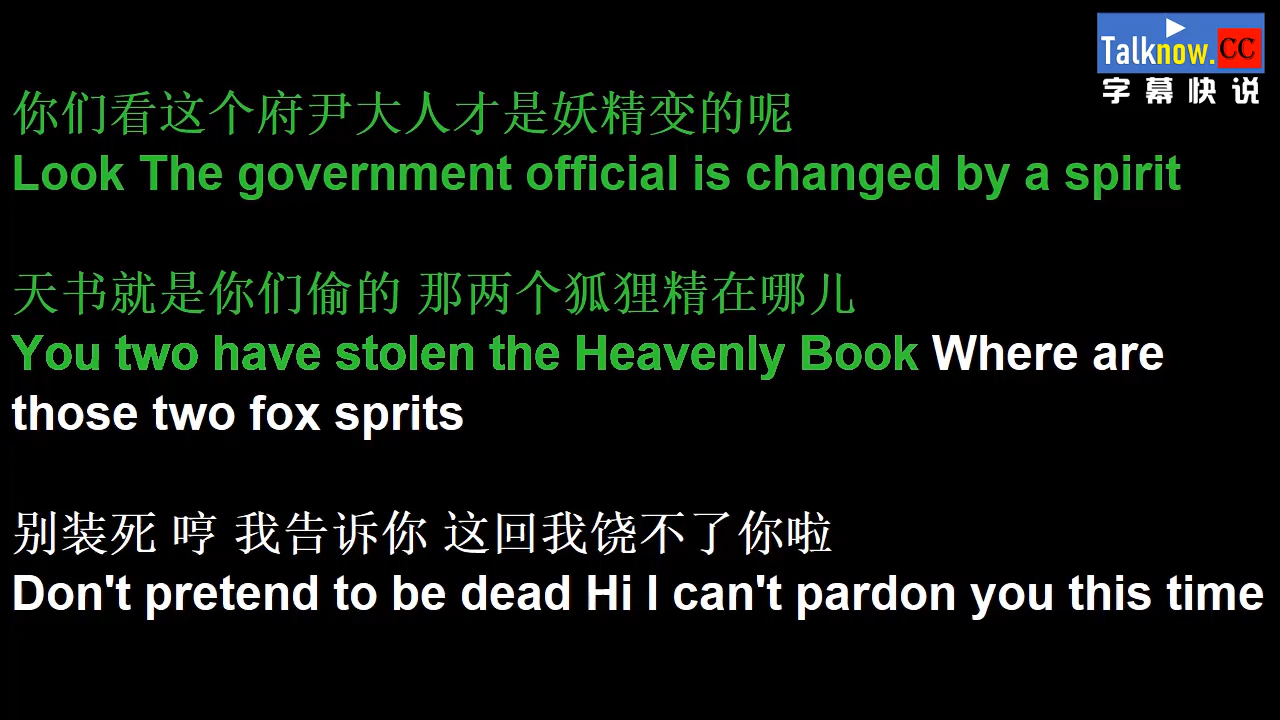 Talknow.CC
字幕快说
你们看这个府尹大人才是妖精变的呢
Look The government official is changed by a spirit
天书就是你们偷的 那两个狐狸精在哪儿
You two have stolen the Heavenly Book Where are
those two fox sprits
别装死 哼 我告诉你 这回我饶不了你啦
Don't pretend to be dead Hi I can't pardon you this time